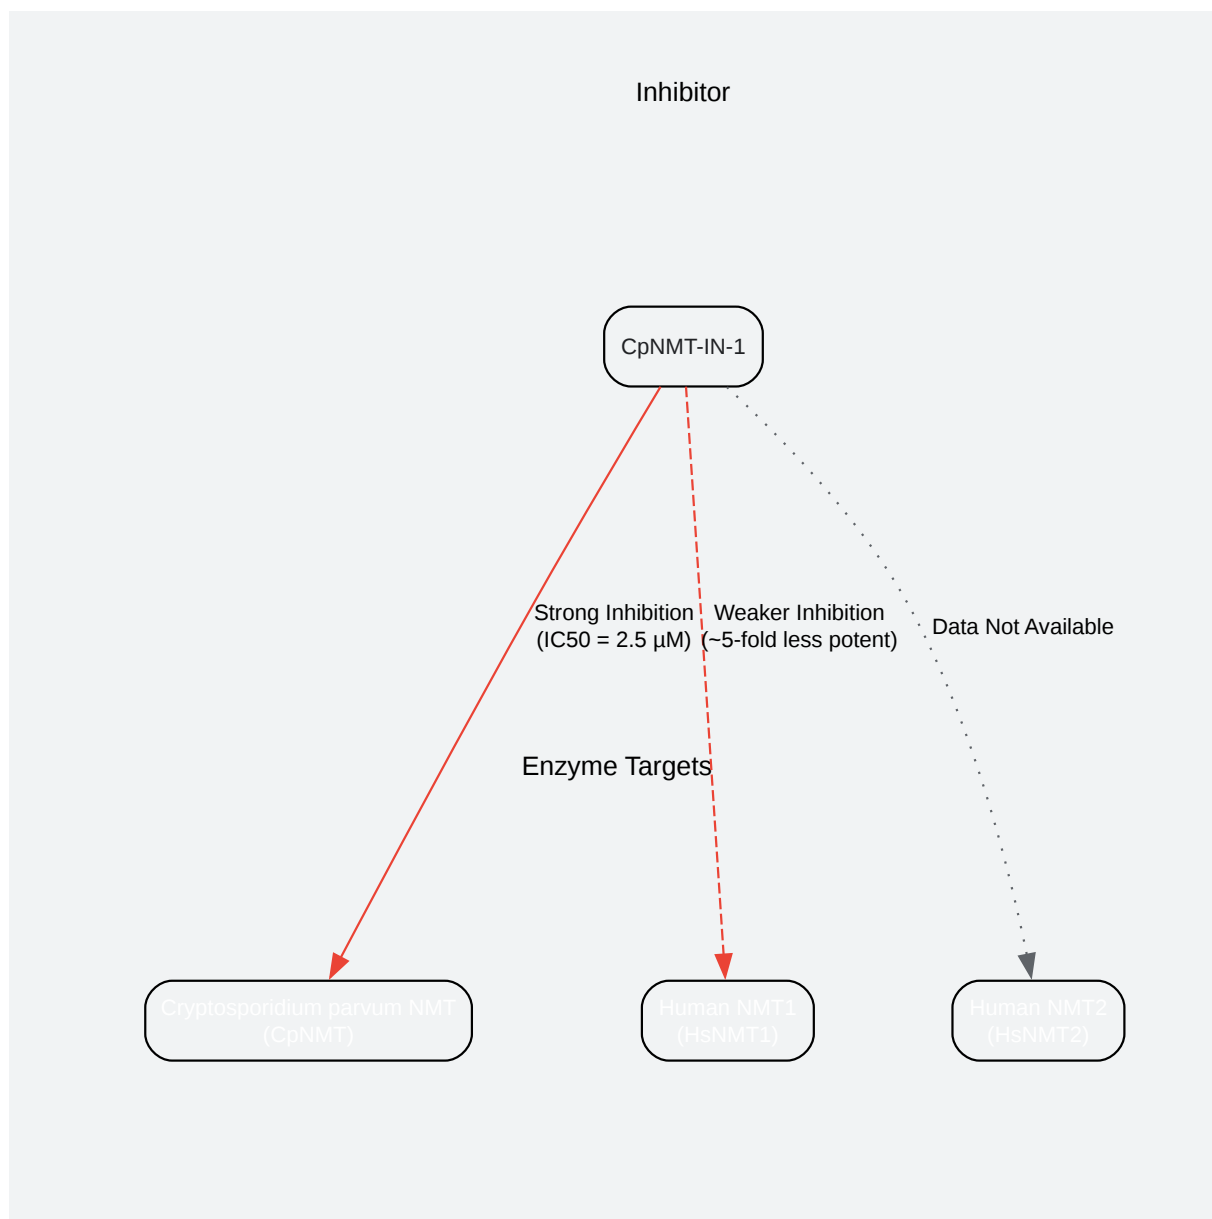 Inhibitor
CpNMT-IN-1
Strong Inhibition
(IC50 = 2.5 µM)
Weaker Inhibition
(~5-fold less potent)
Data Not Available
Enzyme Targets
Cryptosporidium parvum NMT
(CpNMT)
Human NMT1
(HsNMT1)
Human NMT2
(HsNMT2)